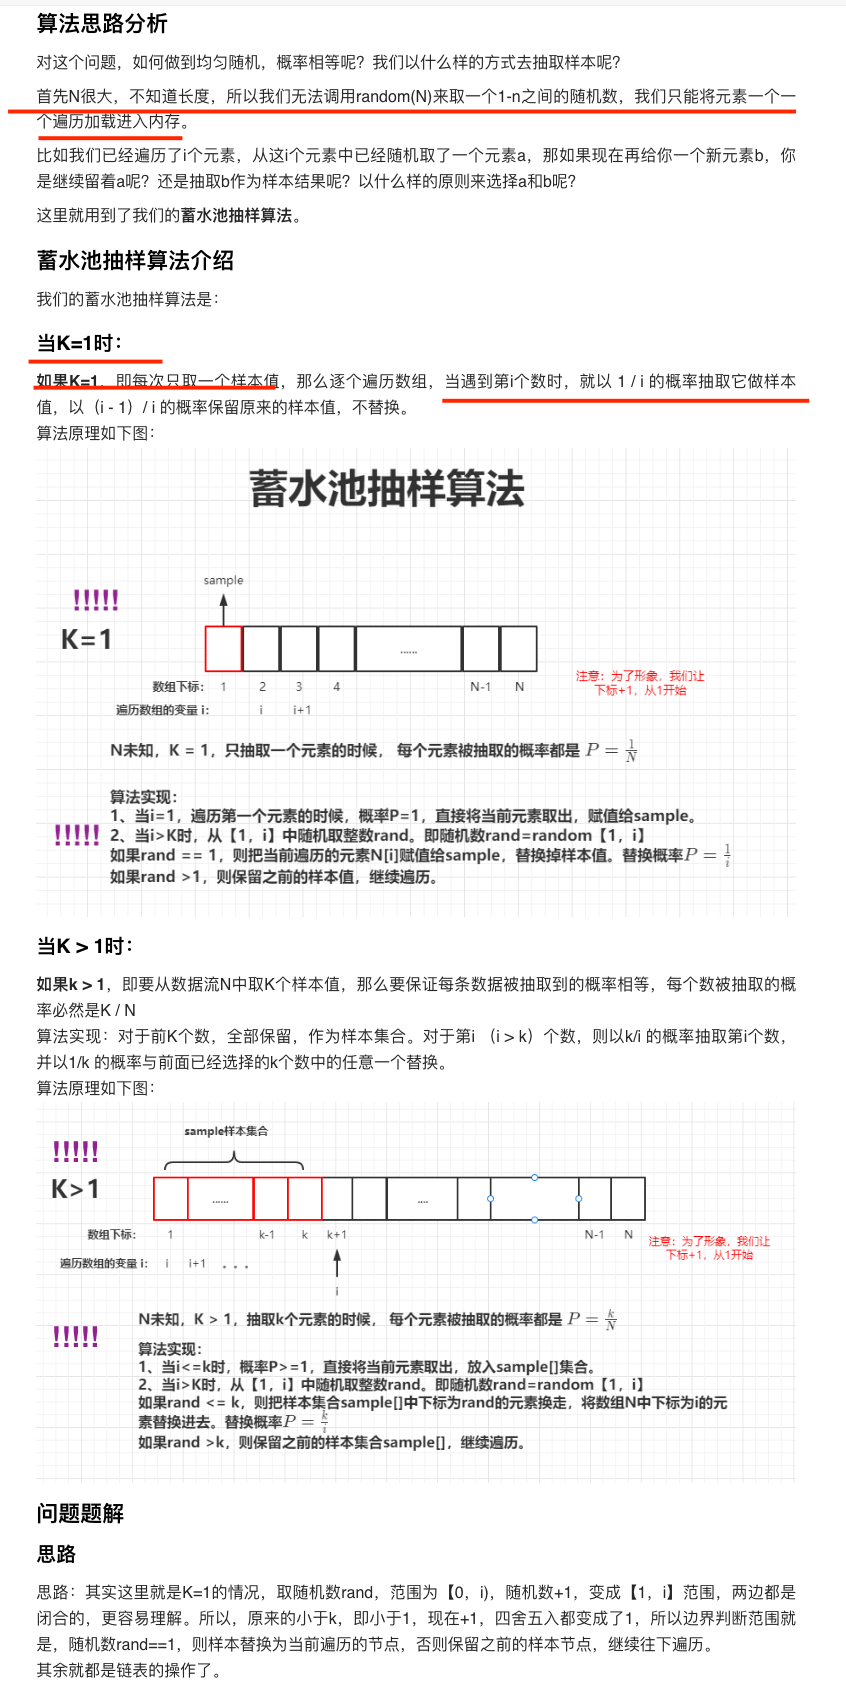 算法思路分析
对这个问题，如何做到均匀随机，概率相等呢？我们以什么样的方式去抽取样本呢？
首先N很大，不知道长度，所以我们无法调用random(N)来取一个1-n之间的随机数，我们只能将元素一个一
个遍历加载进入内存。
比如我们已经遍历了i个元素，从这i个元素中已经随机取了一个元素a，那如果现在再给你一个新元素b，你
是继续留着a呢？还是抽取b作为样本结果呢？以什么样的原则来选择a和b呢？
这里就用到了我们的蓄水池抽样算法。
蓄水池抽样算法介绍
我们的蓄水池抽样算法是：
当K=1时：
如果K=1，即每次只取一个样本值，那么逐个遍历数组，当遇到第i个数时，就以 1 / i 的概率抽取它做样本
值，以（i - 1）/ i 的概率保留原来的样本值，不替换。
算法原理如下图：
蓄水池抽样算法
sample
!!!!!
K=1
......
数组下标： 1 2 3 4 N-1 N
遍历数组的变量 i： i i+1
注意：为了形象，我们让
下标+1，从1开始
N未知，K = 1，只抽取一个元素的时候， 每个元素被抽取的概率都是 P = 1/N
算法实现：
1、当i=1，遍历第一个元素的时候，概率P=1，直接将当前元素取出，赋值给sample。
!!!!! 2、当i>K时，从【1，i】中随机取整数rand。即随机数rand=random【1，i】
如果rand == 1，则把当前遍历的元素N[i]赋值给sample，替换掉样本值。替换概率P = 1/i
如果rand >1，则保留之前的样本值，继续遍历。
当K > 1时：
如果k > 1，即要从数据流N中取K个样本值，那么要保证每条数据被抽取到的概率相等，每个数被抽取的概
率必然是K / N
算法实现：对于前K个数，全部保留，作为样本集合。对于第i （i > k）个数，则以k/i 的概率抽取第i个数，
并以1/k 的概率与前面已经选择的k个数中的任意一个替换。
算法原理如下图：
sample样本集合
!!!!!
K>1
...... ....
数组下标： 1 k-1 k k+1 N-1 N
遍历数组的变量 i： i i+1 . . .
i
注意：为了形象，我们让
下标+1，从1开始
N未知，K > 1，抽取k个元素的时候， 每个元素被抽取的概率都是 P = k/N
!!!!!
算法实现：
1、当i<=k时，概率P>=1，直接将当前元素取出，放入sample[]集合。
2、当i>K时，从【1，i】中随机取整数rand。即随机数rand=random【1，i】
如果rand <= k，则把样本集合sample[]中下标为rand的元素换走，将数组N中下标为i的元
素替换进去。替换概率P = k/i
如果rand >k，则保留之前的样本集合sample[]，继续遍历。
问题题解
思路
思路：其实这里就是K=1的情况，取随机数rand，范围为【0，i)，随机数+1，变成【1，i】范围，两边都是
闭合的，更容易理解。所以，原来的小于k，即小于1，现在+1，四舍五入都变成了1，所以边界判断范围就
是，随机数rand==1，则样本替换为当前遍历的节点，否则保留之前的样本节点，继续往下遍历。
其余就都是链表的操作了。